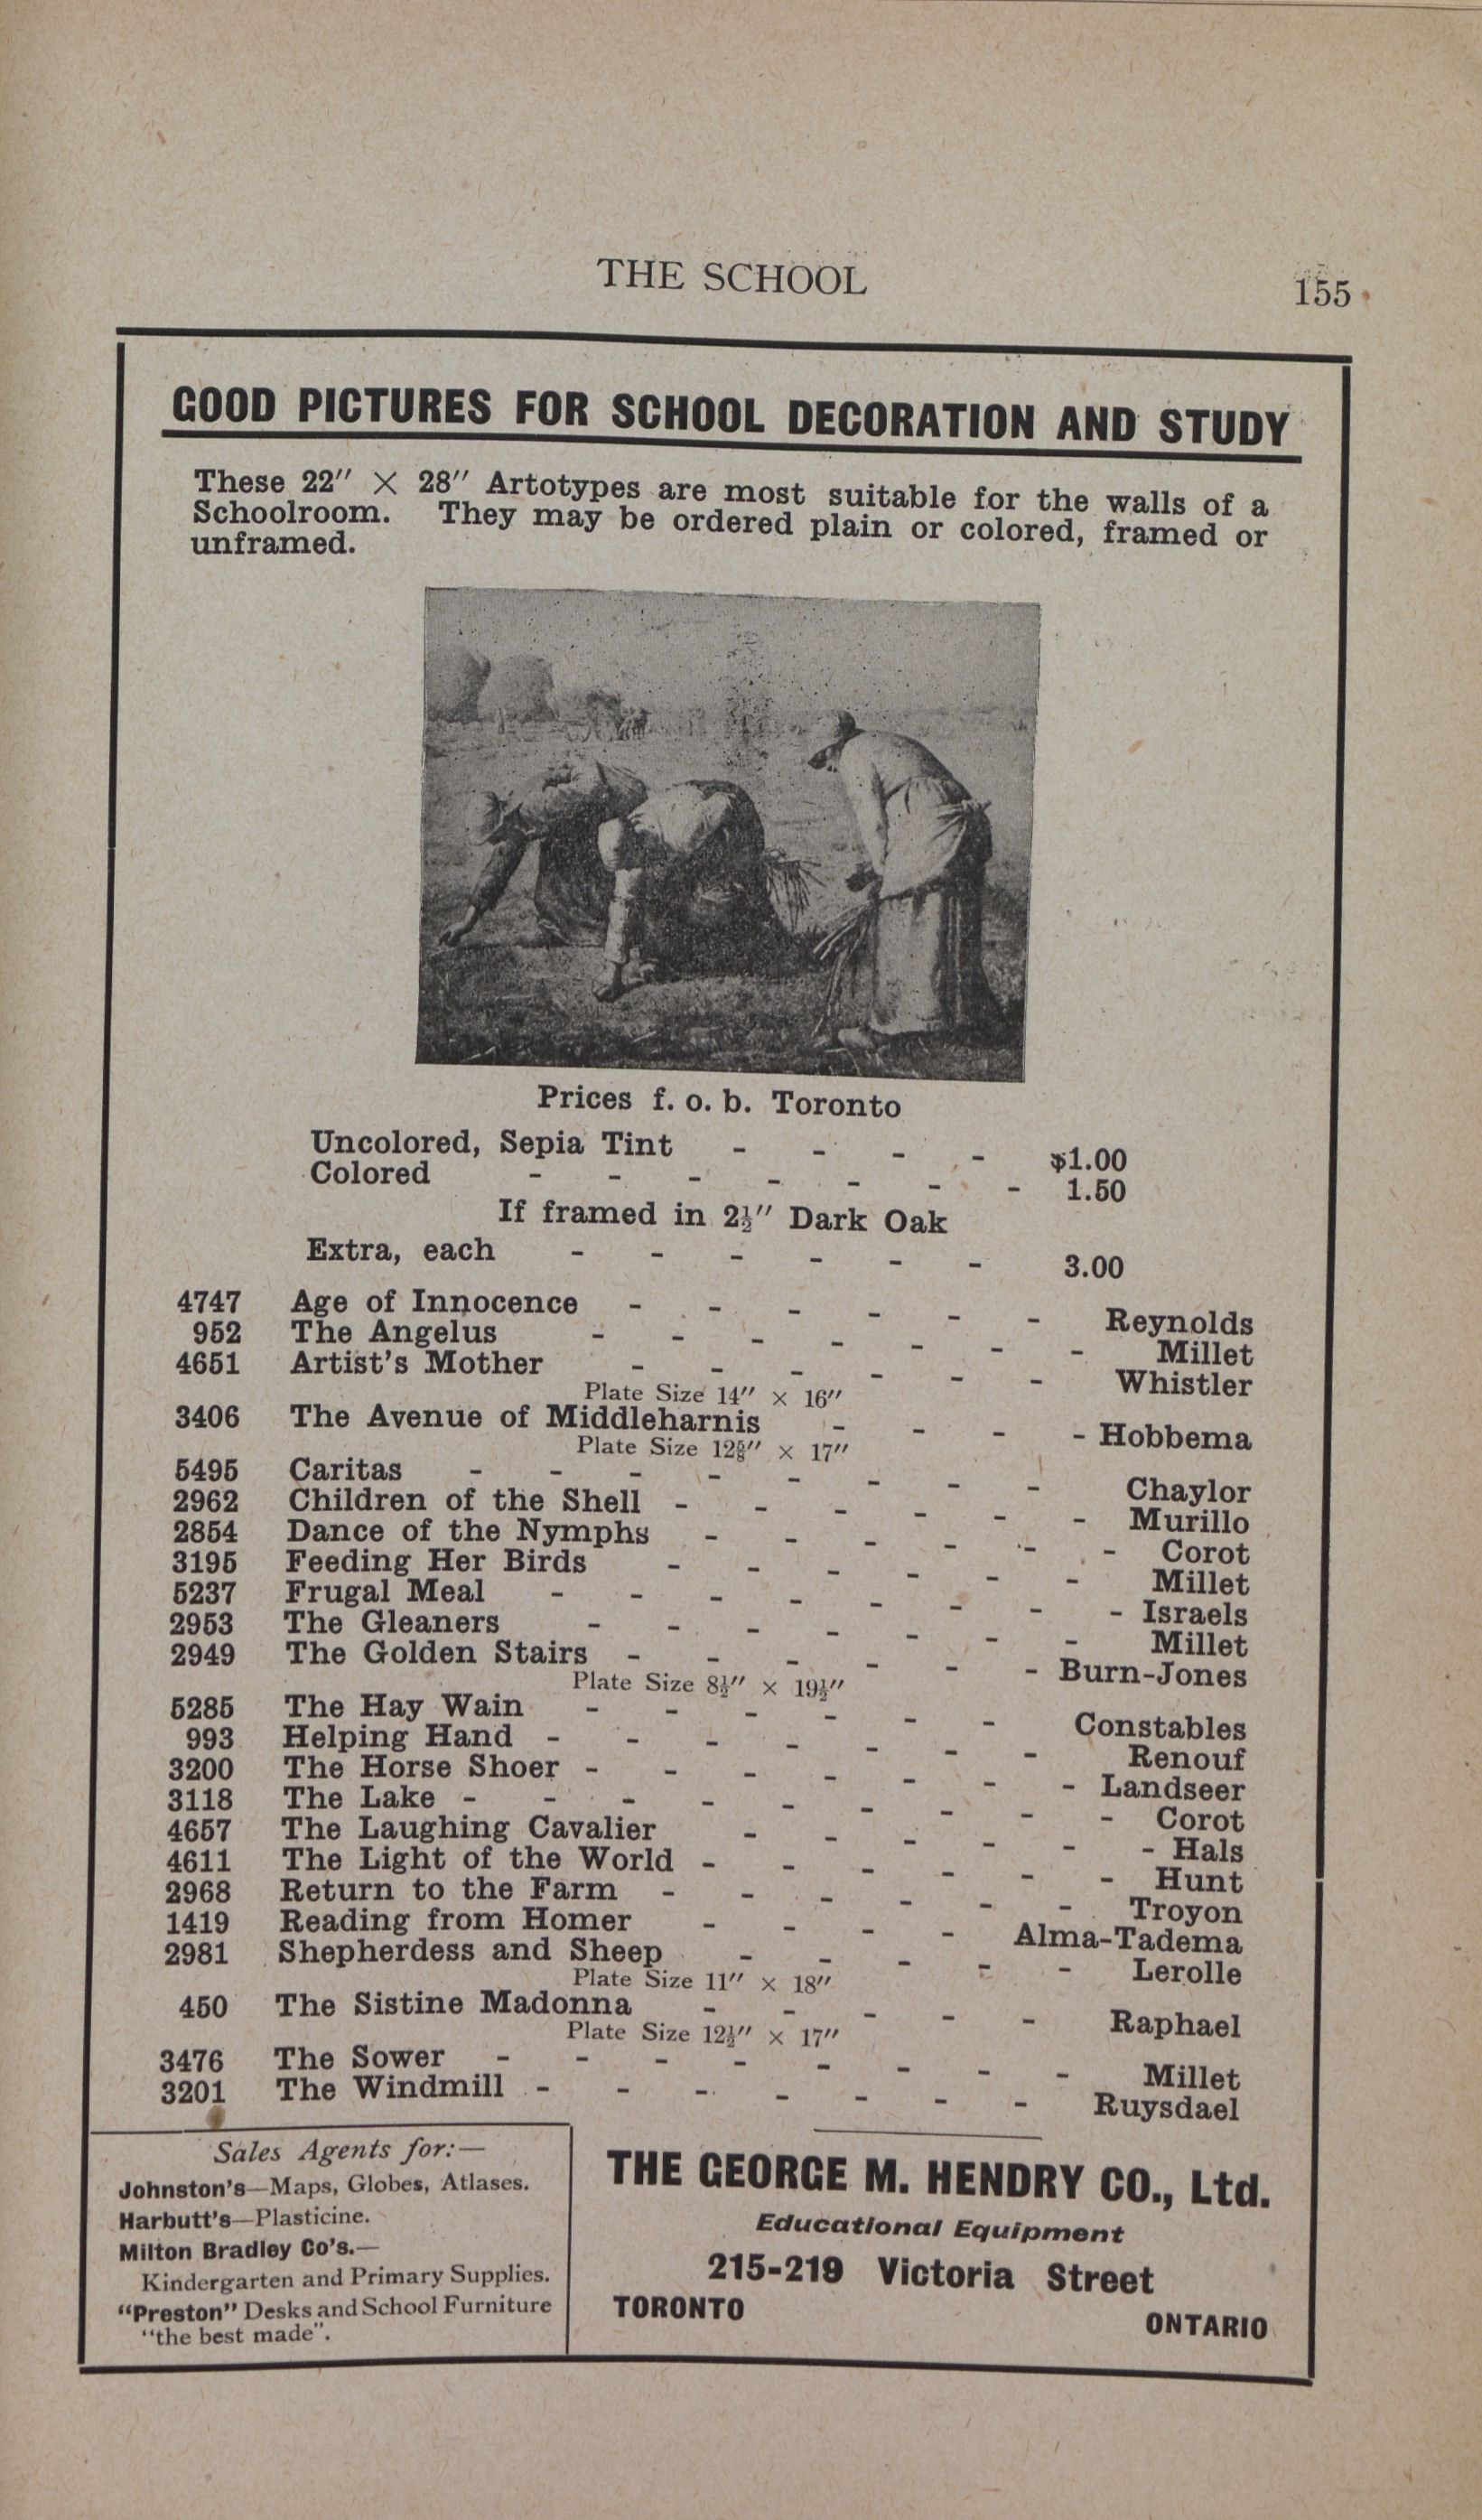 THE SCHOOL 155
GOOD PICTURES FOR SCHOOL DECORATION AND STUDY
These 22″ × 28″ Artotypes are most suitable for the walls of a
Schoolroom. They may be ordered plain or colored, framed or
unframed.
Prices f. o. b. Toronto
Uncolored, Sepia Tint - - - - $1.00
Colored - - - - - - - 1.50
If framed in 2½″ Dark Oak
Extra, each - - - - - - 3.00
4747 Age of Innocence - - - - - - Reynolds
952 The Angelus - - - - - - - Millet
4651 Artist's Mother - - - - - - Whistler
Plate Size 14″ × 16″
3406 The Avenue of Middleharnis - - - - Hobbema
Plate Size 12⅝″ × 17″
5495 Caritas - - - - - - - - Chaylor
2962 Children of the Shell - - - - - - Murillo
2854 Dance of the Nymphs - - - - - - Corot
3195 Feeding Her Birds - - - - - - Millet
5237 Frugal Meal - - - - - - - - Israels
2953 The Gleaners - - - - - - - Millet
2949 The Golden Stairs - - - - - - Burn-Jones
Plate Size 8½″ × 19½″
5285 The Hay Wain - - - - - - Constables
993 Helping Hand - - - - - - - Renouf
3200 The Horse Shoer - - - - - - - Landseer
3118 The Lake - - - - - - - - - Corot
4657 The Laughing Cavalier - - - - - - Hals
4611 The Light of the World - - - - - - Hunt
2968 Return to the Farm - - - - - - Troyon
1419 Reading from Homer - - - - Alma-Tadema
2981 Shepherdess and Sheep - - - - - Lerolle
Plate Size 11″ × 18″
450 The Sistine Madonna - - - - - Raphael
Plate Size 12½″ × 17″
3476 The Sower - - - - - - - - Millet
3201 The Windmill - - - - - - - Ruysdael
Sales Agents for:—
Johnston's—Maps, Globes, Atlases.
Harbutt's—Plasticine.
Milton Bradley Co's.—
Kindergarten and Primary Supplies.
"Preston" Desks and School Furniture
"the best made".
THE GEORGE M. HENDRY CO., Ltd.
Educational Equipment
215-219 Victoria Street
TORONTO ONTARIO